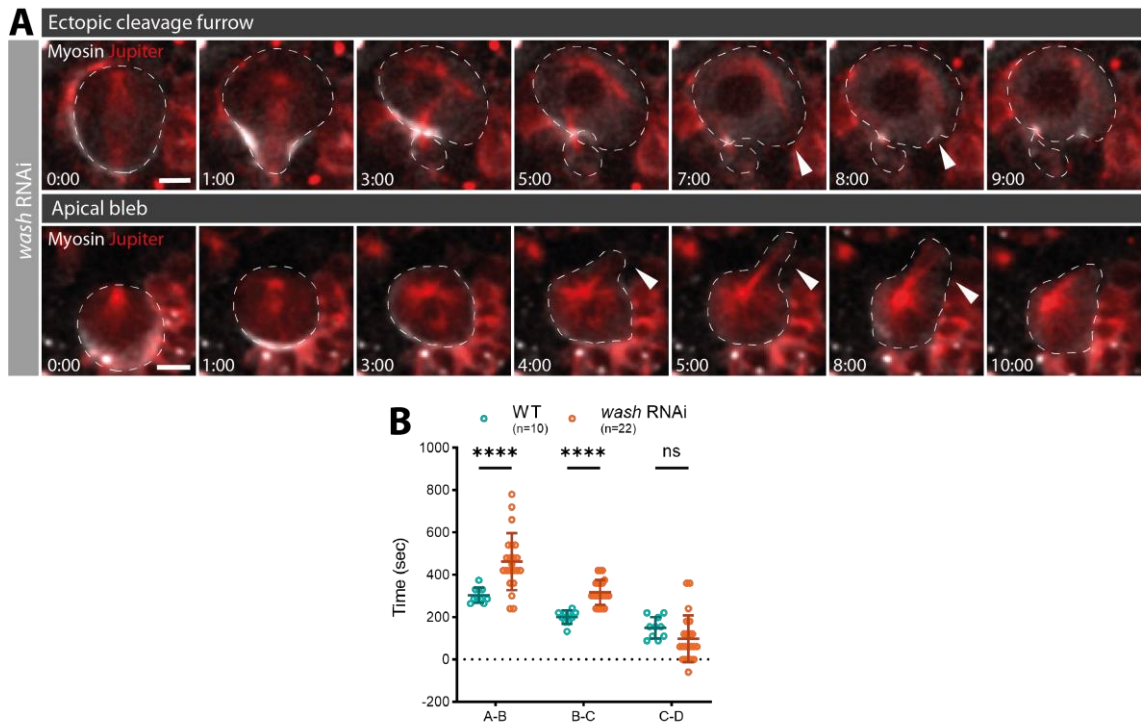 A
Ectopic cleavage furrow
wash RNAi
Myosin Jupiter
0:00 1:00 3:00 5:00 7:00 8:00 9:00
Apical bleb
Myosin Jupiter
0:00 1:00 3:00 4:00 5:00 8:00 10:00
B
WT wash RNAi
(n=10) (n=22)
**** **** ns
1000
800
600
400
200
0
-200
Time (sec)
A-B B-C C-D